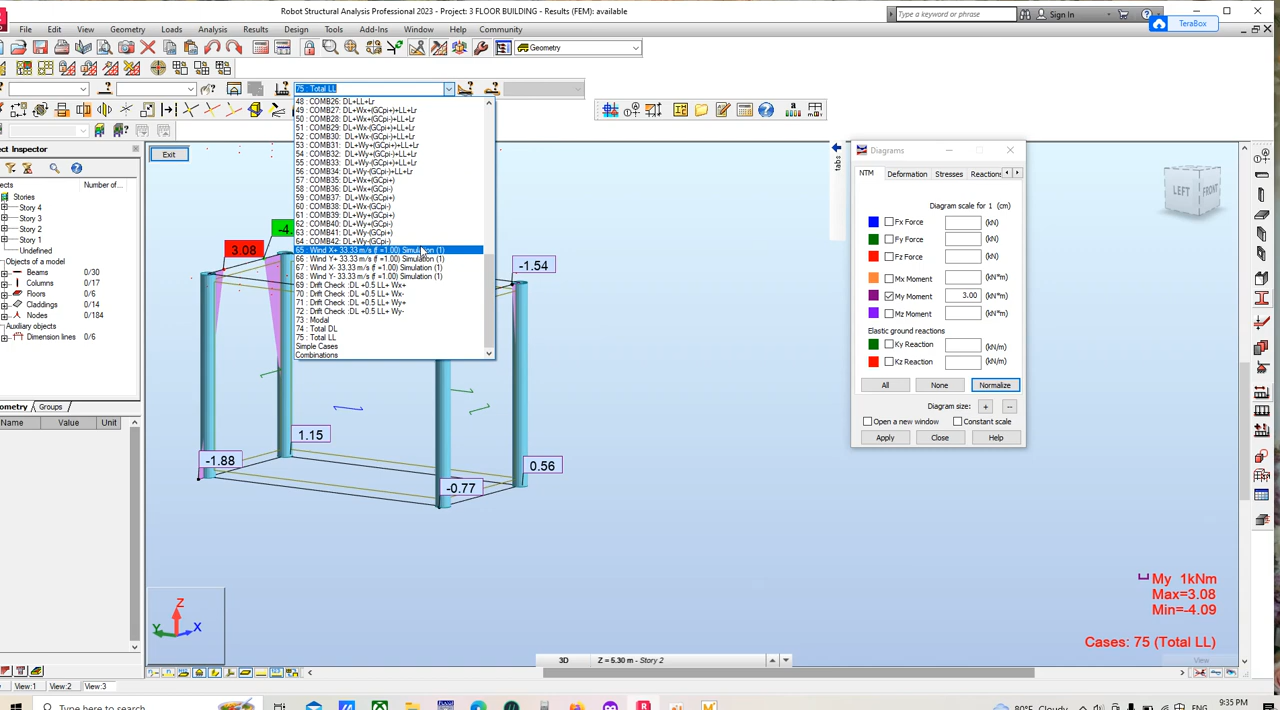 Robot Structural Analysis Professional 2023 - Project: 3 FLOOR BUILDING - Results (FEM): available
Type a keyword or phrase
Sign In
TeraBox
File Edit View Geometry Loads Analysis Results Design Tools Add-Ins Window Help Community
Geometry
75 : Total LL
48 : COMB26: DL+LL+Lr
49 : COMB27: DL+Wx+(GCpi+)+LL+Lr
50 : COMB28: DL+Wx+(GCpi-)+LL+Lr
51 : COMB29: DL+Wx-(GCpi+)+LL+Lr
52 : COMB30: DL+Wx-(GCpi-)+LL+Lr
53 : COMB31: DL+Wy+(GCpi+)+LL+Lr
54 : COMB32: DL+Wy+(GCpi-)+LL+Lr
55 : COMB33: DL+Wy-(GCpi+)+LL+Lr
56 : COMB34: DL+Wy-(GCpi-)+LL+Lr
57 : COMB35: DL+Wx+(GCpi+)
58 : COMB36: DL+Wx+(GCpi-)
59 : COMB37: DL+Wx-(GCpi+)
60 : COMB38: DL+Wx-(GCpi-)
61 : COMB39: DL+Wy+(GCpi+)
62 : COMB40: DL+Wy+(GCpi-)
63 : COMB41: DL+Wy-(GCpi+)
64 : COMB42: DL+Wy-(GCpi-)
65 : Wind X+ 33.33 m/s (f =1.00) Simulation (1)
66 : Wind Y+ 33.33 m/s (f =1.00) Simulation (1)
67 : Wind X- 33.33 m/s (f =1.00) Simulation (1)
68 : Wind Y- 33.33 m/s (f =1.00) Simulation (1)
69 : Drift Check :DL +0.5 LL+ Wx+
70 : Drift Check :DL +0.5 LL+ Wx-
71 : Drift Check :DL +0.5 LL+ Wy+
72 : Drift Check :DL +0.5 LL+ Wy-
73 : Modal
74 : Total DL
75 : Total LL
Simple Cases
Combinations
Exit
Number of...
Stories
Story 4
Story 3
Story 2
Story 1
Undefined
Objects of a model
Beams 0/30
Columns 0/17
Floors 0/6
Claddings 0/14
Nodes 0/184
Auxiliary objects
Dimension lines 0/6
Groups
Name Value Unit
3.08
-4.
-1.54
1.15
-1.88
0.56
-0.77
tabs
Diagrams
NTM Deformation Stresses Reactions
Diagram scale for 1 (cm)
Fx Force (kN)
Fy Force (kN)
Fz Force (kN)
Mx Moment (kN*m)
My Moment 3.00 (kN*m)
Mz Moment (kN*m)
Elastic ground reactions
Ky Reaction (kN)
Kz Reaction (kN)
All None Normalize
Diagram size: + --
Open a new window Constant scale
Apply Close Help
LEFT FRONT
My 1kNm
Max=3.08
Min=-4.09
Cases: 75 (Total LL)
View
Z
Y X
3D Z = 5.30 m - Story 2
View:1 View:2 View:3
Type here to search
80°F
ENG
9:35 PM